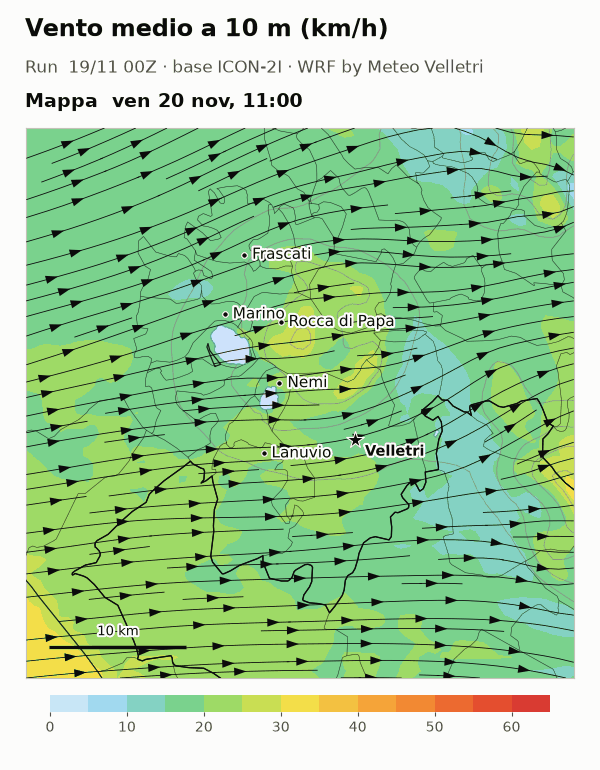 Vento medio a 10 m (km/h)
Run 19/11 00Z · base ICON-2I · WRF by Meteo Velletri
Mappa ven 20 nov, 11:00
Frascati
Marino
Rocca di Papa
Nemi
Velletri
Lanuvio
10 km
0 10 20 30 40 50 60